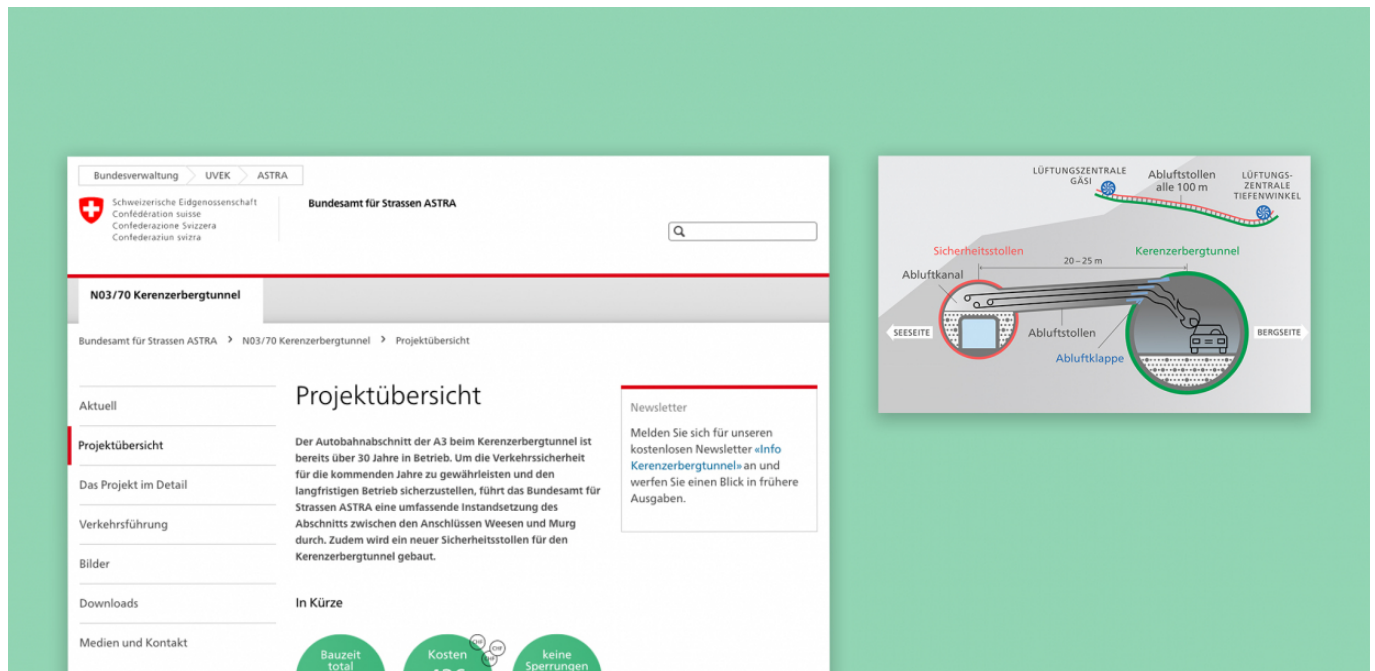 Bundesverwaltung UVEK ASTRA
Schweizerische Eidgenossenschaft
Confédération suisse
Confederazione Svizzera
Confederaziun svizra
Bundesamt für Strassen ASTRA
N03/70 Kerenzerbergtunnel
Bundesamt für Strassen ASTRA > N03/70 Kerenzerbergtunnel > Projektübersicht
Aktuell
Projektübersicht
Das Projekt im Detail
Verkehrsführung
Bilder
Downloads
Medien und Kontakt
Projektübersicht
Der Autobahnabschnitt der A3 beim Kerenzerbergtunnel ist
bereits über 30 Jahre in Betrieb. Um die Verkehrssicherheit
für die kommenden Jahre zu gewährleisten und den
langfristigen Betrieb sicherzustellen, führt das Bundesamt für
Strassen ASTRA eine umfassende Instandsetzung des
Abschnitts zwischen den Anschlüssen Weesen und Murg
durch. Zudem wird ein neuer Sicherheitsstollen für den
Kerenzerbergtunnel gebaut.
In Kürze
Bauzeit
total
Kosten
CHF
CHF
CHF
keine
Sperrungen
Newsletter
Melden Sie sich für unseren
kostenlosen Newsletter «Info
Kerenzerbergtunnel» an und
werfen Sie einen Blick in frühere
Ausgaben.
LÜFTUNGSZENTRALE
GÄSI
Abluftstollen
alle 100 m
LÜFTUNGS-
ZENTRALE
TIEFENWINKEL
Sicherheitsstollen
20 – 25 m
Kerenzerbergtunnel
Abluftkanal
SEESEITE
Abluftstollen
Abluftklappe
BERGSEITE